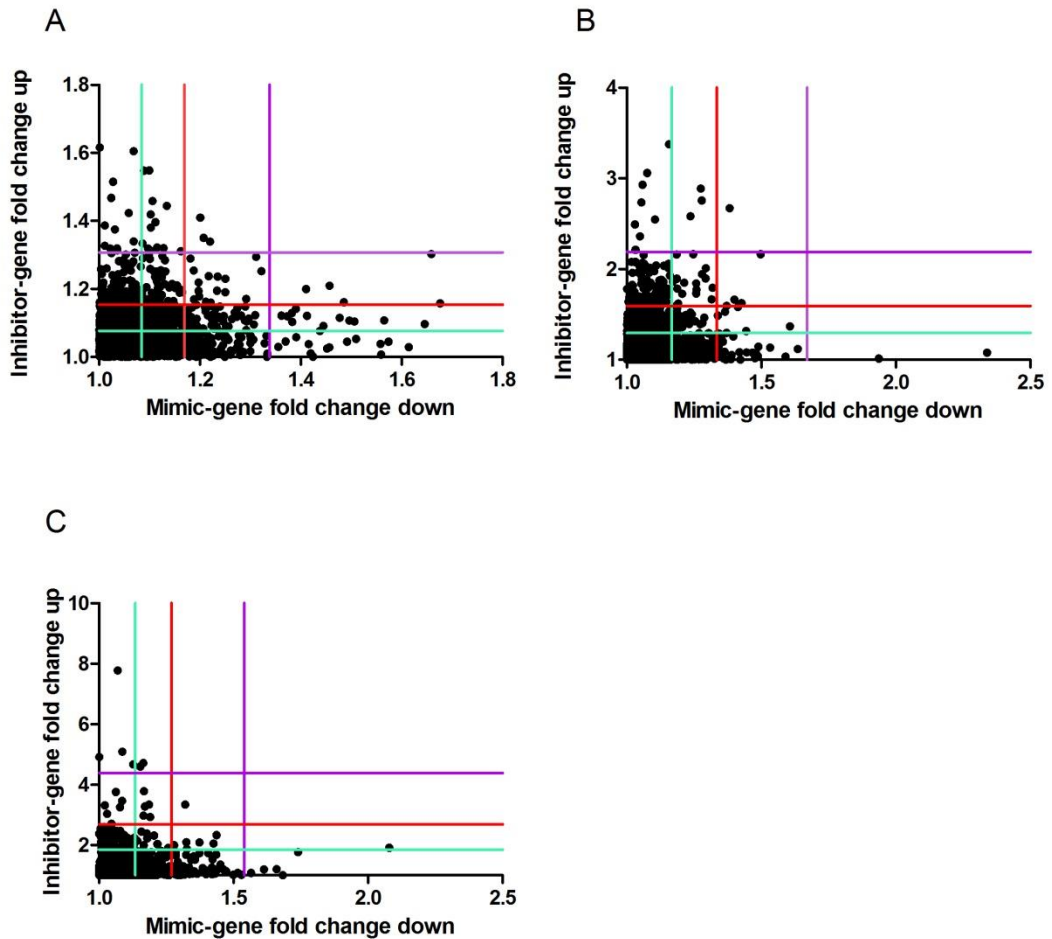 A
Inhibitor-gene fold change up
1.8
1.6
1.4
1.2
1.0
1.0 1.2 1.4 1.6 1.8
Mimic-gene fold change down
B
Inhibitor-gene fold change up
4
3
2
1
1.0 1.5 2.0 2.5
Mimic-gene fold change down
C
Inhibitor-gene fold change up
10
8
6
4
2
1.0 1.5 2.0 2.5
Mimic-gene fold change down